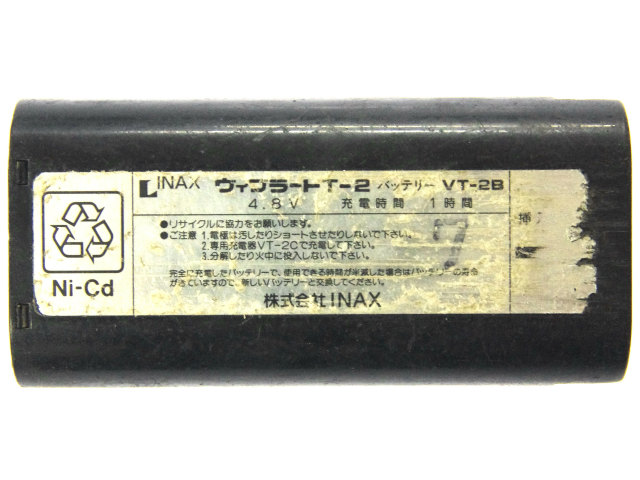 INAX ヴィブラートT-2 バッテリー VT-2B
4.8V 充電時間 1時間
●リサイクルに協力をお願いします。
●ご注意 1.電極は汚したりショートさせたりしないで下さい。
2.専用充電器VT-2Cで充電して下さい。
3.分解したり火中に投入しないで下さい。
完全に充電したバッテリーで、使用できる時間が半減した場合はバッテリーの寿命
がきていますので、新しいバッテリーと交換してください。
株式会社INAX
Ni-Cd
挿